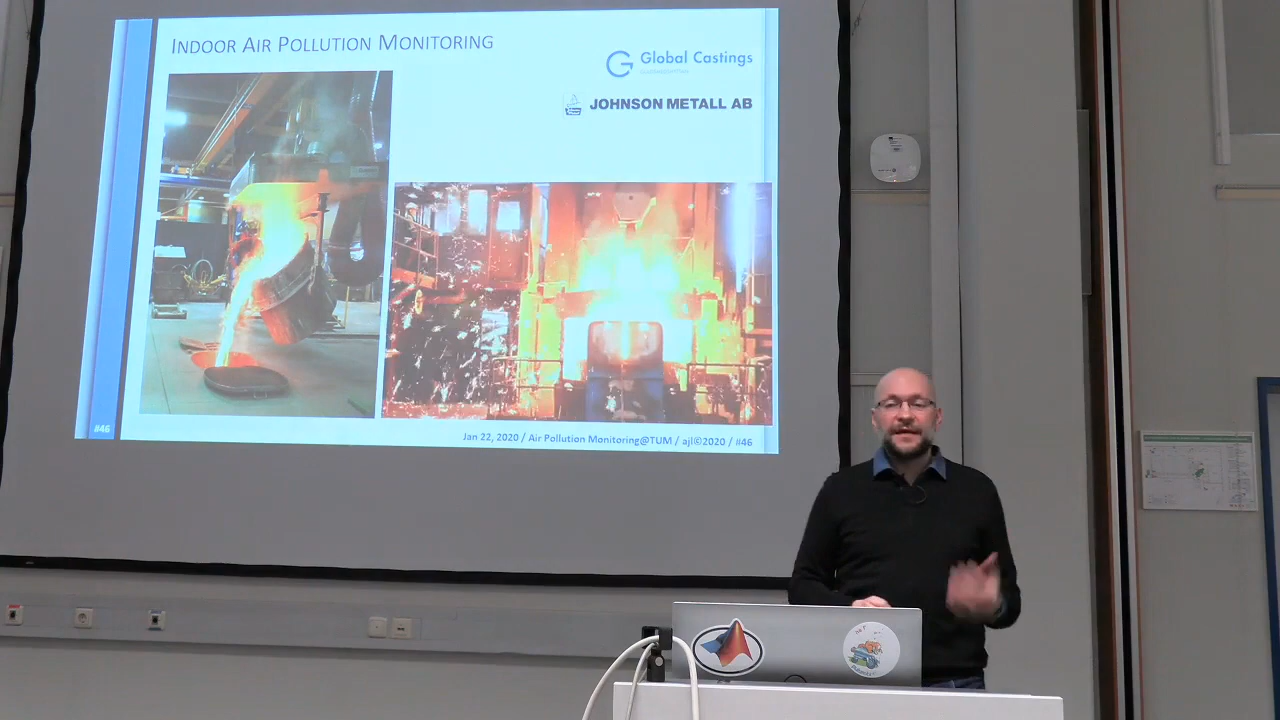 INDOOR AIR POLLUTION MONITORING
Global Castings
JOHNSON METALL AB
#46
Jan 22, 2020 / Air Pollution Monitoring@TUM / ajl©2020 / #46